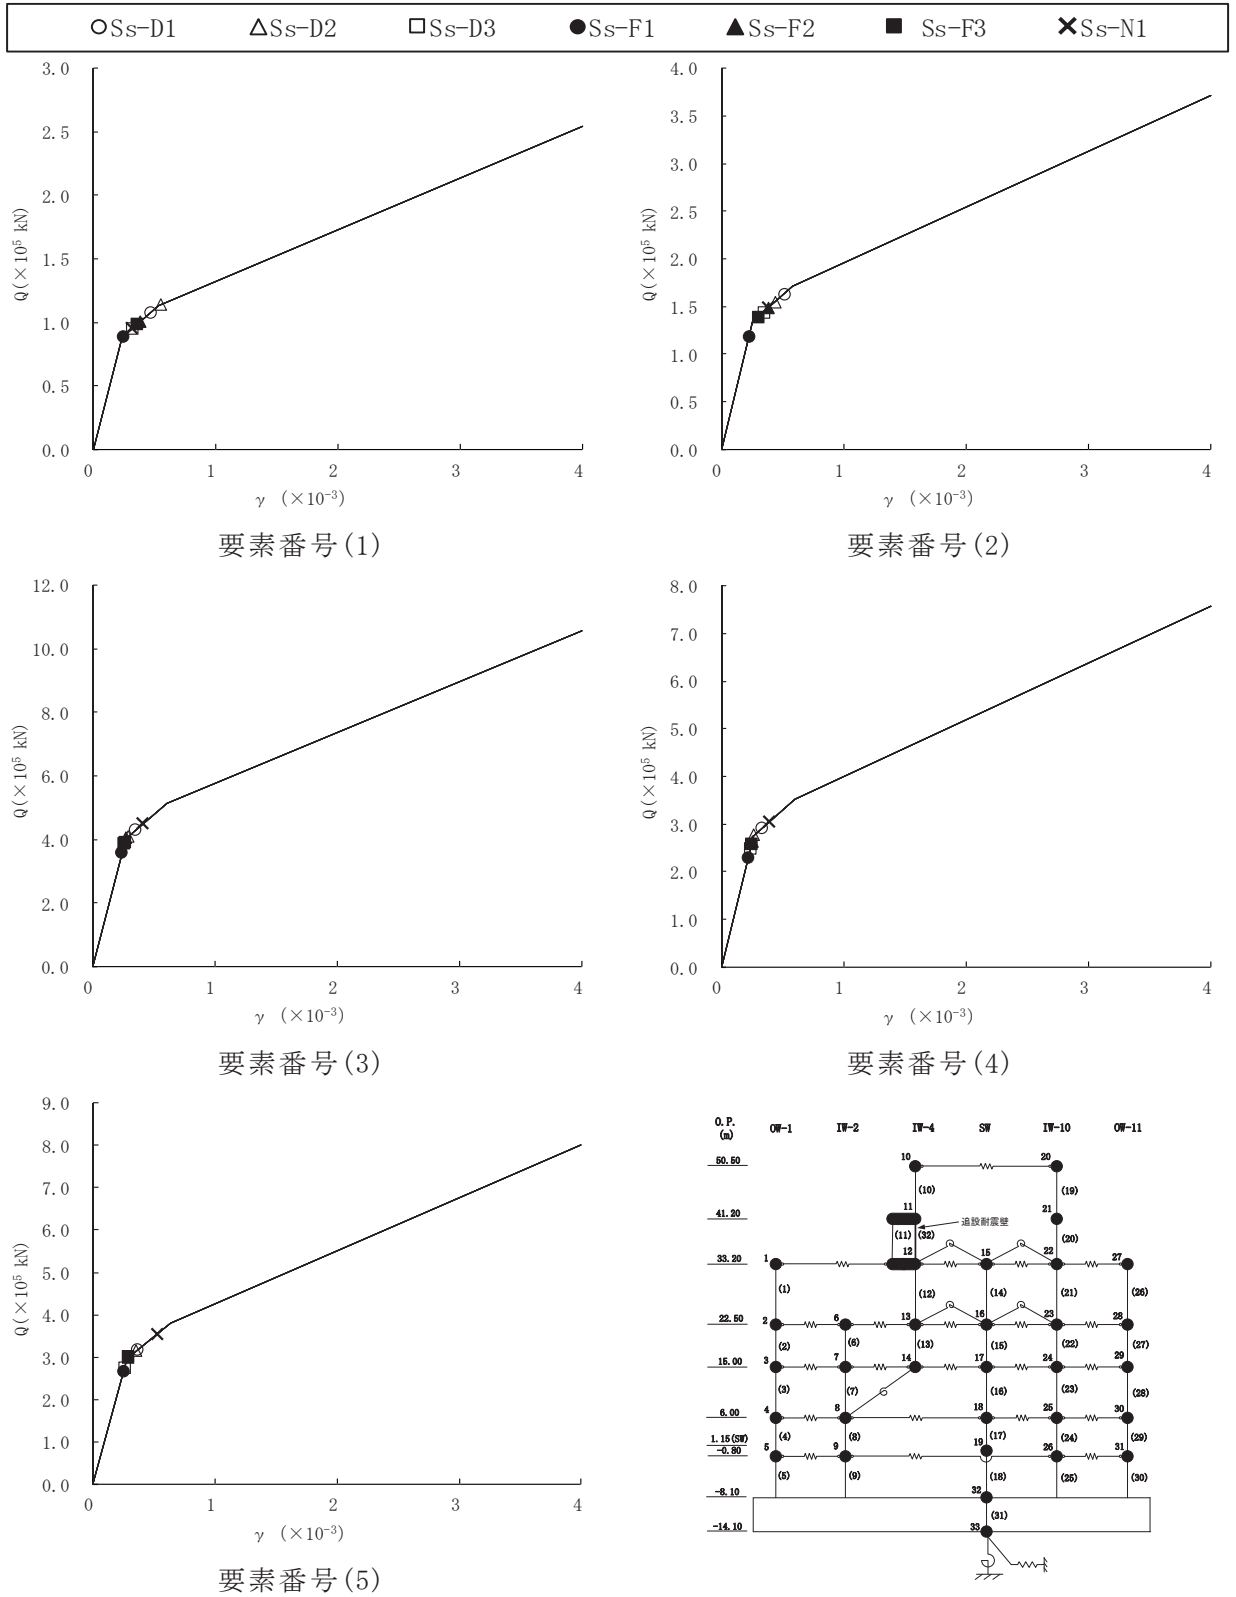 ○Ss-D1 △Ss-D2 □Ss-D3 ●Ss-F1 ▲Ss-F2 ■ Ss-F3 ×Ss-N1
3.0
2.5
2.0
1.5
1.0
0.5
0.0
Q(×10⁵ kN)
0 1 2 3 4
γ (×10⁻³)
要素番号(1)
4.0
3.5
3.0
2.5
2.0
1.5
1.0
0.5
0.0
Q(×10⁵ kN)
0 1 2 3 4
γ (×10⁻³)
要素番号(2)
12.0
10.0
8.0
6.0
4.0
2.0
0.0
Q(×10⁵ kN)
0 1 2 3 4
γ (×10⁻³)
要素番号(3)
8.0
7.0
6.0
5.0
4.0
3.0
2.0
1.0
0.0
Q(×10⁵ kN)
0 1 2 3 4
γ (×10⁻³)
要素番号(4)
9.0
8.0
7.0
6.0
5.0
4.0
3.0
2.0
1.0
0.0
Q(×10⁵ kN)
0 1 2 3 4
γ (×10⁻³)
要素番号(5)
O.P. OW-1 IW-2 IW-4 SW IW-10 OW-11
(m)
50.50 10 20
(10) (19)
41.20 11 21
追設耐震壁
(11) (32) (20)
33.20 1 12 15 22 27
(1) (12) (14) (21) (26)
22.50 2 6 13 16 23 28
(2) (6) (13) (15) (22) (27)
15.00 3 7 14 17 24 29
(3) (7) (16) (23) (28)
6.00 4 8 18 25 30
(4) (8) (17) (24) (29)
1.15(SW) 19
-0.80 5 9 26 31
(5) (9) (18) (25) (30)
-8.10 32
(31)
-14.10 33